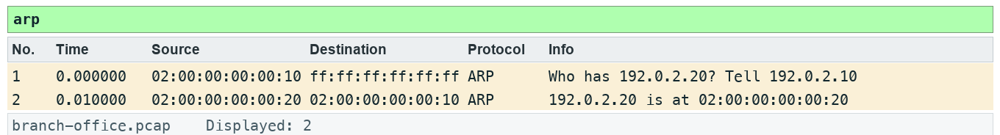 arp
No. Time Source Destination Protocol Info
1 0.000000 02:00:00:00:00:10 ff:ff:ff:ff:ff:ff ARP Who has 192.0.2.20? Tell 192.0.2.10
2 0.010000 02:00:00:00:00:20 02:00:00:00:00:10 ARP 192.0.2.20 is at 02:00:00:00:00:20
branch-office.pcap Displayed: 2